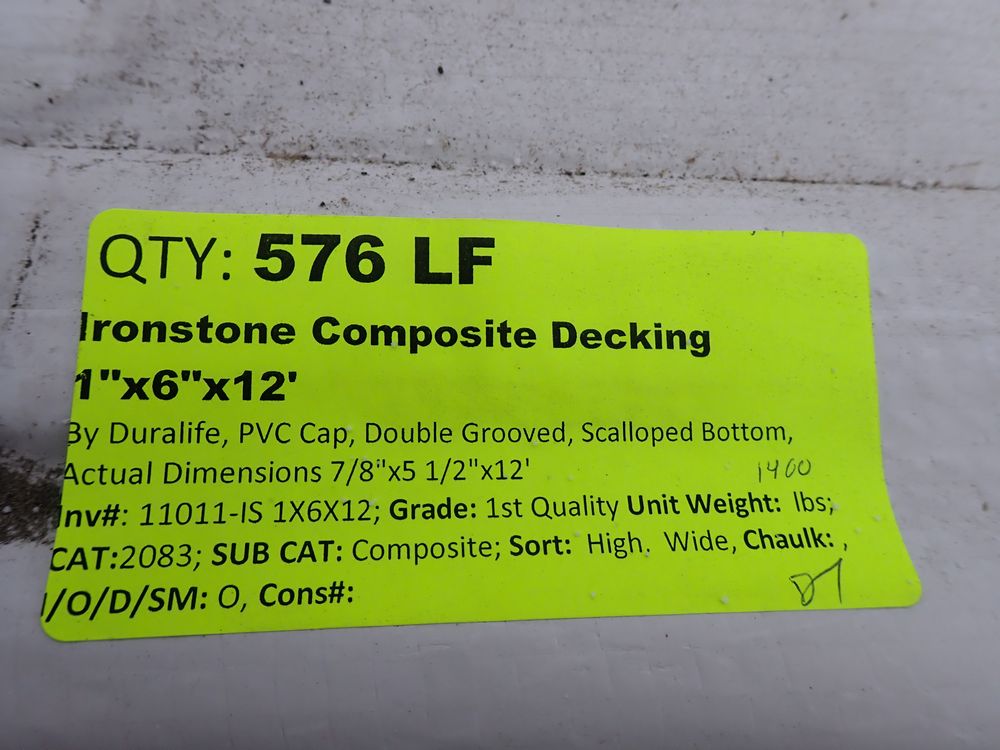 QTY: 576 LF
Ironstone Composite Decking
1"x6"x12'
By Duralife, PVC Cap, Double Grooved, Scalloped Bottom,
Actual Dimensions 7/8"x5 1/2"x12'
1400
Inv#: 11011-IS 1X6X12; Grade: 1st Quality Unit Weight: lbs;
CAT:2083; SUB CAT: Composite; Sort: High. Wide, Chaulk: ,
I/O/D/SM: O, Cons#: